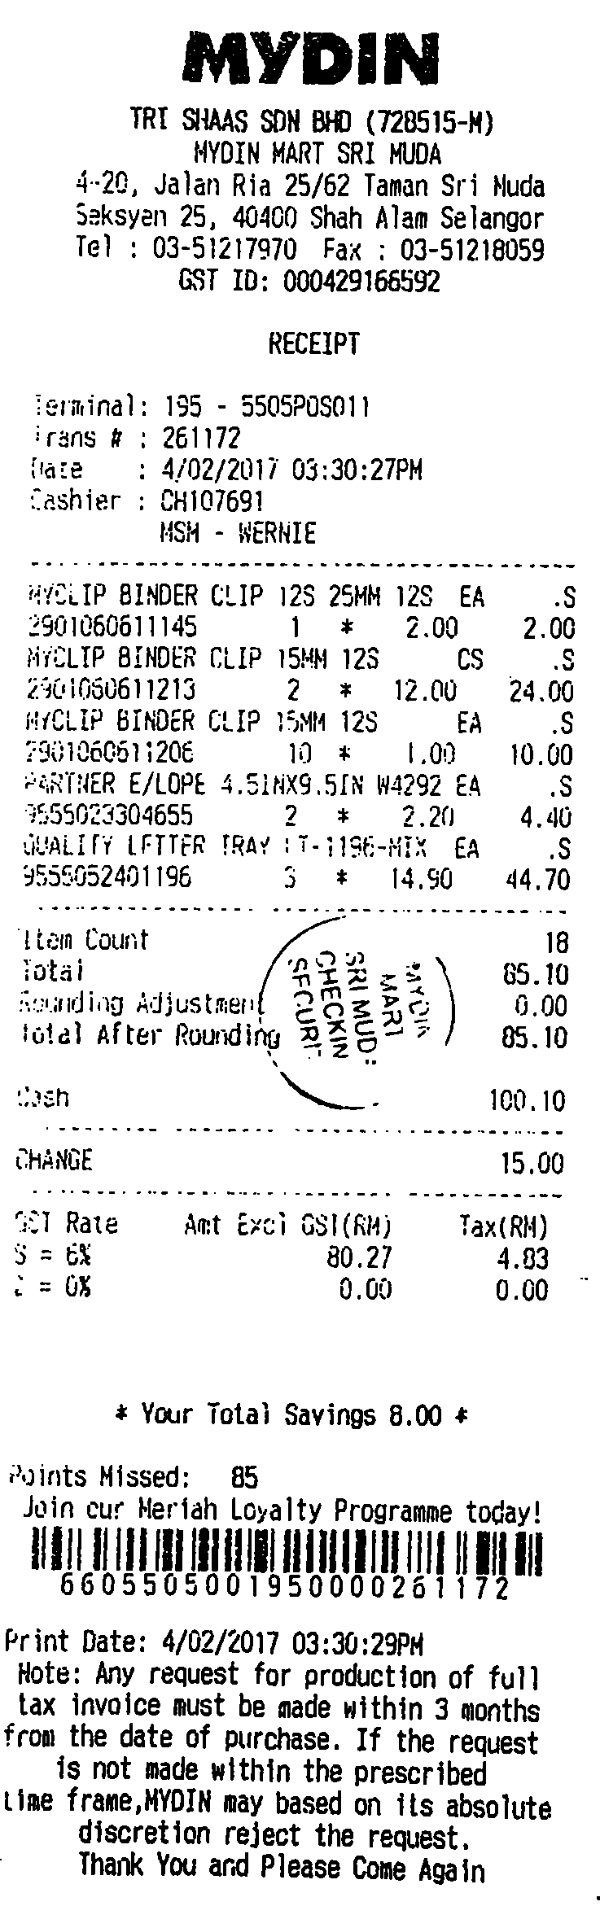 MYDIN
TRI SHAAS SDN BHD (728515-M)
MYDIN MART SRI MUDA
4-20, Jalan Ria 25/62 Taman Sri Muda
Seksyen 25, 40400 Shah Alam Selangor
Tel : 03-51217970 Fax : 03-51218059
GST ID: 000429166592
RECEIPT
Terminal: 195 - 5505POS011
Trans # : 261172
Date : 4/02/2017 03:30:27PM
Cashier : CH107691
MSM - WERNIE
MYCLIP BINDER CLIP 12S 25MM 12S EA .S
2901060611145 1 * 2.00 2.00
MYCLIP BINDER CLIP 15MM 12S CS .S
2901060611213 2 * 12.00 24.00
MYCLIP BINDER CLIP 15MM 12S EA .S
2901060611206 10 * 1.00 10.00
PARTNER E/LOPE 4.5INX9.5IN W4292 EA .S
9555023304655 2 * 2.20 4.40
QUALITY LETTER TRAY LT-1196-MIX EA .S
9555052401196 3 * 14.90 44.70
Item Count 18
Total 85.10
Rounding Adjustment 0.00
Total After Rounding 85.10
MYDIN
MART
SRI MUD
CHECKIN
SECURI
Cash 100.10
CHANGE 15.00
GST Rate Amt Excl GST(RM) Tax(RM)
S = 6% 80.27 4.83
Z = 0% 0.00 0.00
* Your Total Savings 8.00 *
Points Missed: 85
Join our Meriah Loyalty Programme today!
6605505001950000261172
Print Date: 4/02/2017 03:30:29PM
Note: Any request for production of full
tax invoice must be made within 3 months
from the date of purchase. If the request
is not made within the prescribed
time frame,MYDIN may based on its absolute
discretion reject the request.
Thank You and Please Come Again